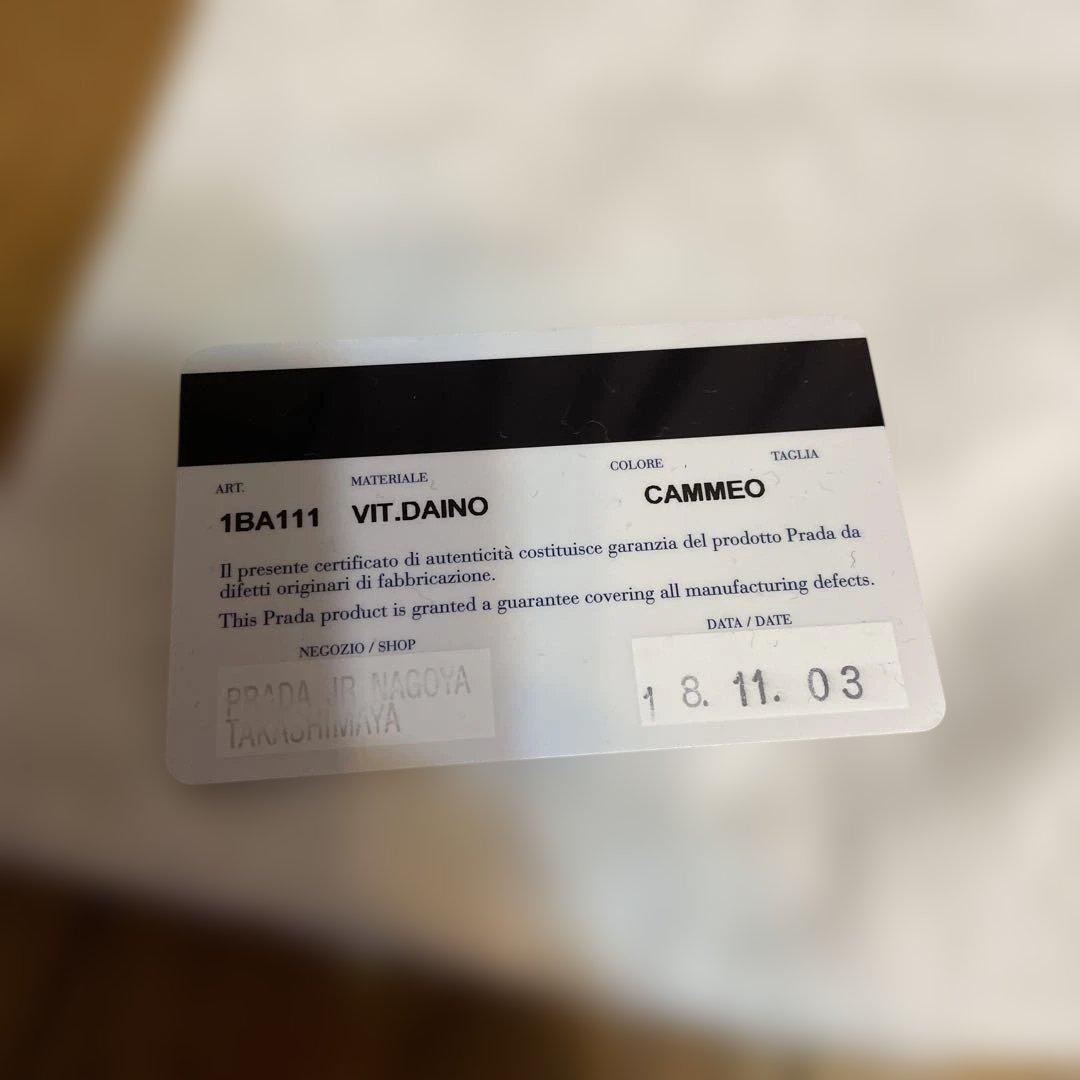 ART. MATERIALE COLORE TAGLIA
1BA111 VIT.DAINO CAMMEO
Il presente certificato di autenticità costituisce garanzia del prodotto Prada da
difetti originari di fabbricazione.
This Prada product is granted a guarantee covering all manufacturing defects.
NEGOZIO / SHOP DATA / DATE
PRADA JR NAGOYA
TAKASHIMAYA
18. 11. 03